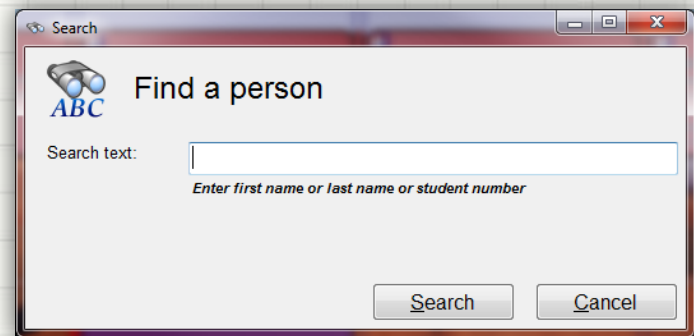 Search
ABC
Find a person
Search text:
Enter first name or last name or student number
Search
Cancel